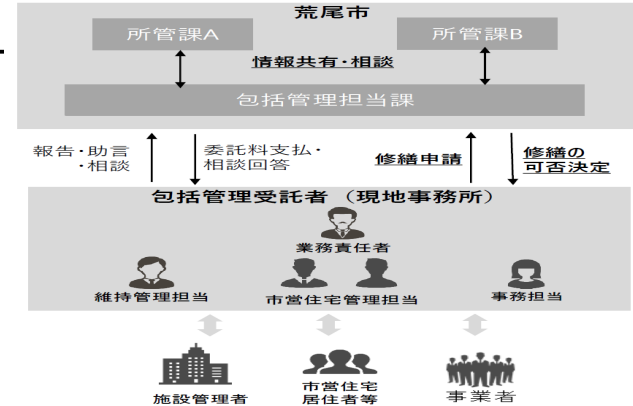 荒尾市
所管課A
所管課B
情報共有・相談
包括管理担当課
報告・助言
・相談
委託料支払・
相談回答
修繕申請
修繕の
可否決定
包括管理受託者（現地事務所）
業務責任者
維持管理担当
市営住宅管理担当
事務担当
施設管理者
市営住宅
居住者等
事業者